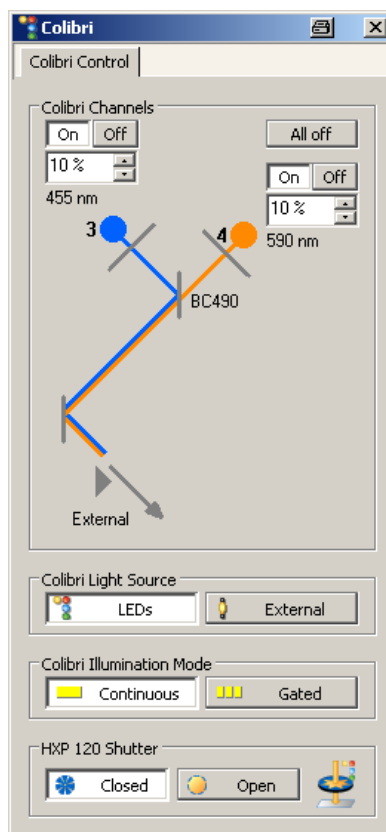 Colibri
Colibri Control
Colibri Channels
On Off
All off
10 %
455 nm
On Off
10 %
590 nm
3
4
BC490
External
Colibri Light Source
LEDs
External
Colibri Illumination Mode
Continuous
Gated
HXP 120 Shutter
Closed
Open